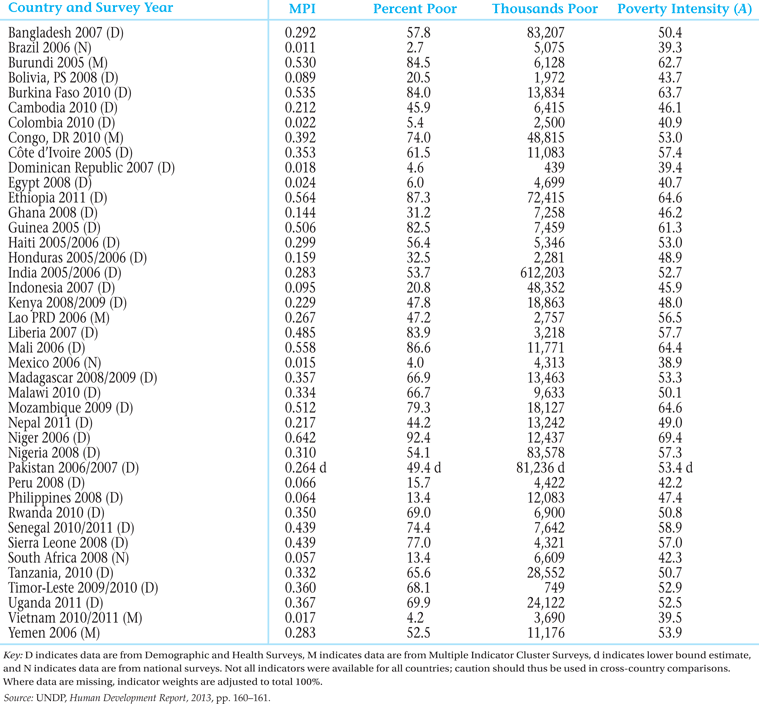 Country and Survey Year MPI Percent Poor Thousands Poor Poverty Intensity (A)
Bangladesh 2007 (D) 0.292 57.8 83,207 50.4
Brazil 2006 (N) 0.011 2.7 5,075 39.3
Burundi 2005 (M) 0.530 84.5 6,128 62.7
Bolivia, PS 2008 (D) 0.089 20.5 1,972 43.7
Burkina Faso 2010 (D) 0.535 84.0 13,834 63.7
Cambodia 2010 (D) 0.212 45.9 6,415 46.1
Colombia 2010 (D) 0.022 5.4 2,500 40.9
Congo, DR 2010 (M) 0.392 74.0 48,815 53.0
Côte d'Ivoire 2005 (D) 0.353 61.5 11,083 57.4
Dominican Republic 2007 (D) 0.018 4.6 439 39.4
Egypt 2008 (D) 0.024 6.0 4,699 40.7
Ethiopia 2011 (D) 0.564 87.3 72,415 64.6
Ghana 2008 (D) 0.144 31.2 7,258 46.2
Guinea 2005 (D) 0.506 82.5 7,459 61.3
Haiti 2005/2006 (D) 0.299 56.4 5,346 53.0
Honduras 2005/2006 (D) 0.159 32.5 2,281 48.9
India 2005/2006 (D) 0.283 53.7 612,203 52.7
Indonesia 2007 (D) 0.095 20.8 48,352 45.9
Kenya 2008/2009 (D) 0.229 47.8 18,863 48.0
Lao PRD 2006 (M) 0.267 47.2 2,757 56.5
Liberia 2007 (D) 0.485 83.9 3,218 57.7
Mali 2006 (D) 0.558 86.6 11,771 64.4
Mexico 2006 (N) 0.015 4.0 4,313 38.9
Madagascar 2008/2009 (D) 0.357 66.9 13,463 53.3
Malawi 2010 (D) 0.334 66.7 9,633 50.1
Mozambique 2009 (D) 0.512 79.3 18,127 64.6
Nepal 2011 (D) 0.217 44.2 13,242 49.0
Niger 2006 (D) 0.642 92.4 12,437 69.4
Nigeria 2008 (D) 0.310 54.1 83,578 57.3
Pakistan 2006/2007 (D) 0.264 d 49.4 d 81,236 d 53.4 d
Peru 2008 (D) 0.066 15.7 4,422 42.2
Philippines 2008 (D) 0.064 13.4 12,083 47.4
Rwanda 2010 (D) 0.350 69.0 6,900 50.8
Senegal 2010/2011 (D) 0.439 74.4 7,642 58.9
Sierra Leone 2008 (D) 0.439 77.0 4,321 57.0
South Africa 2008 (N) 0.057 13.4 6,609 42.3
Tanzania, 2010 (D) 0.332 65.6 28,552 50.7
Timor-Leste 2009/2010 (D) 0.360 68.1 749 52.9
Uganda 2011 (D) 0.367 69.9 24,122 52.5
Vietnam 2010/2011 (M) 0.017 4.2 3,690 39.5
Yemen 2006 (M) 0.283 52.5 11,176 53.9
Key: D indicates data are from Demographic and Health Surveys, M indicates data are from Multiple Indicator Cluster Surveys, d indicates lower bound estimate,
and N indicates data are from national surveys. Not all indicators were available for all countries; caution should thus be used in cross-country comparisons.
Where data are missing, indicator weights are adjusted to total 100%.
Source: UNDP, Human Development Report, 2013, pp. 160–161.